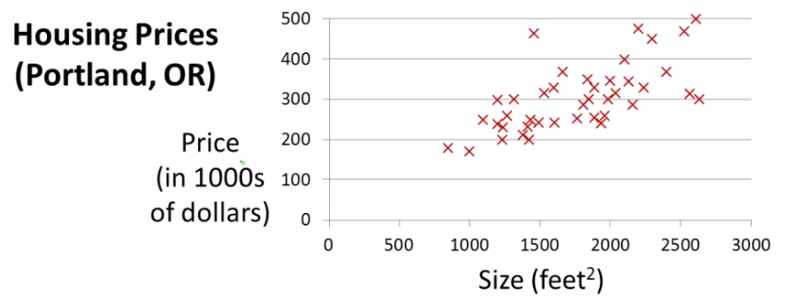 Housing Prices
(Portland, OR)
Price
(in 1000s
of dollars)
500
400
300
200
100
0
0 500 1000 1500 2000 2500 3000
Size (feet²)